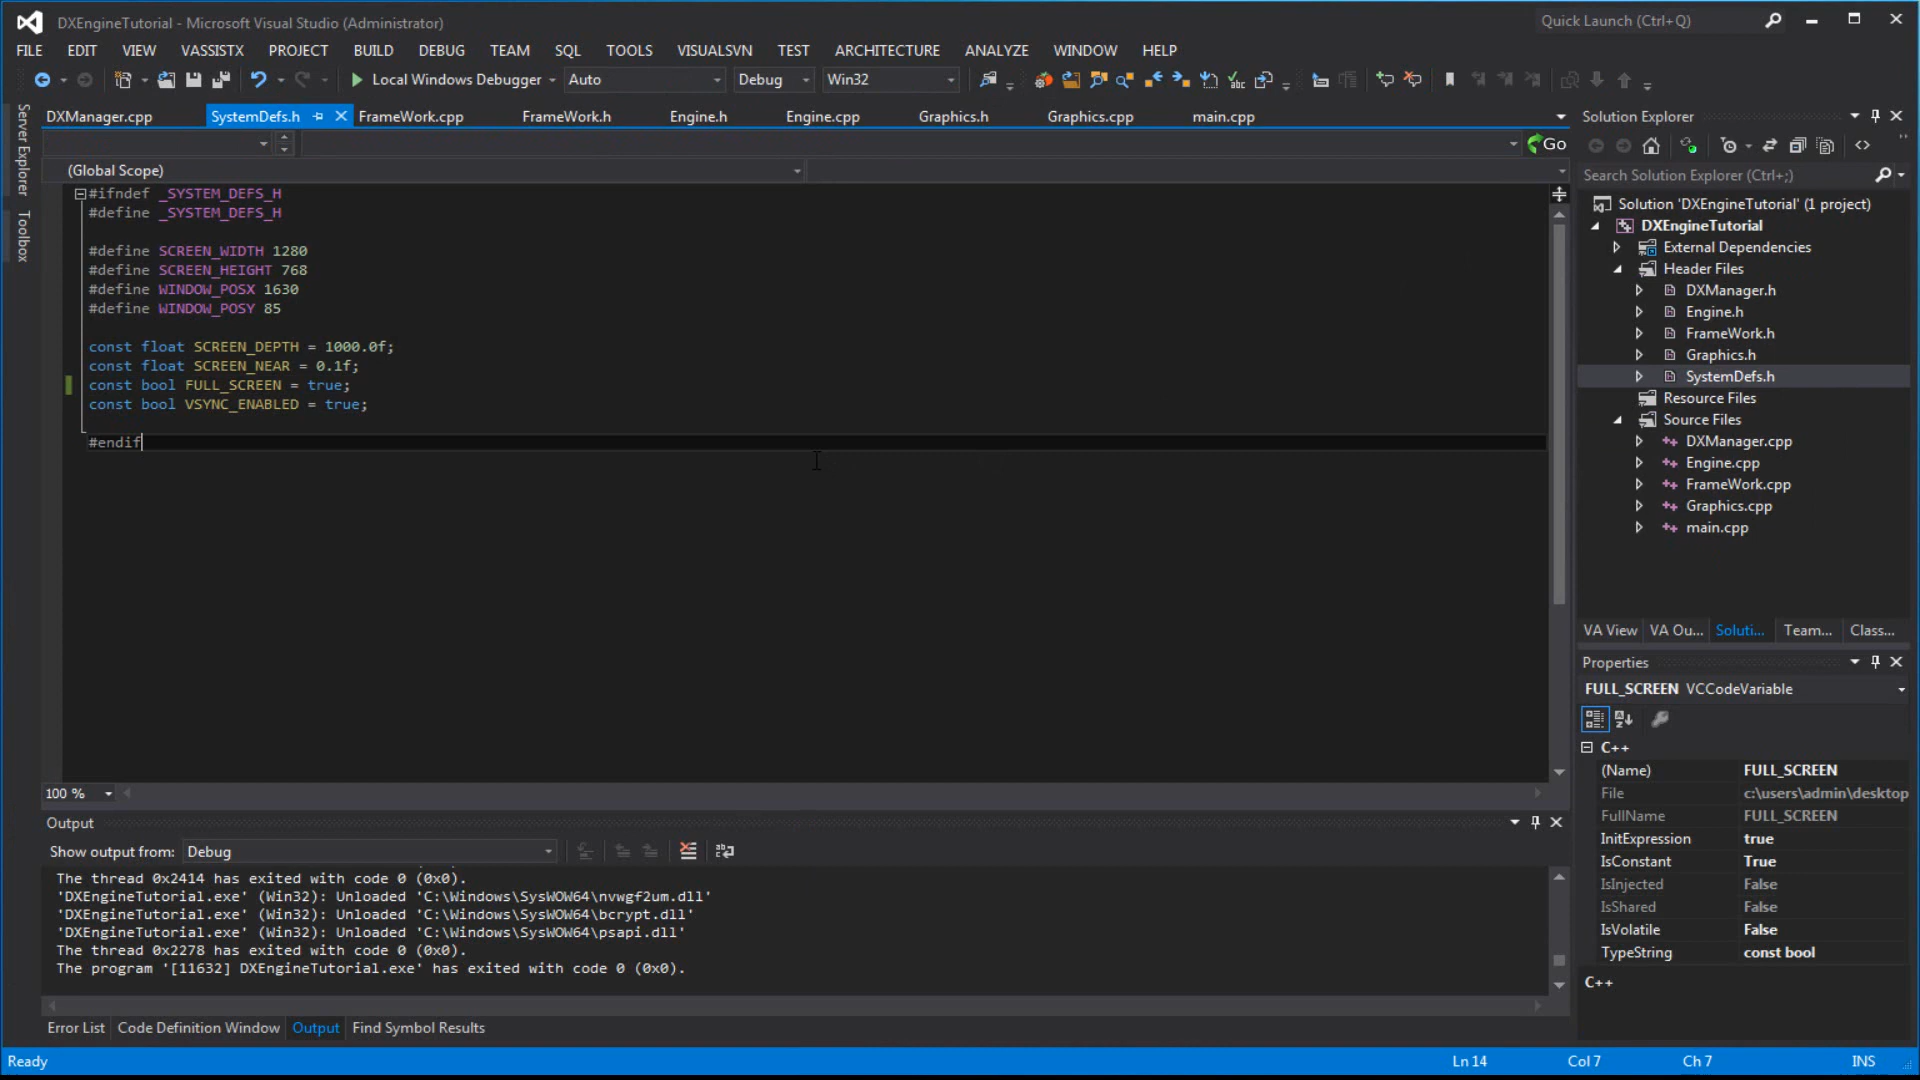 DXEngineTutorial - Microsoft Visual Studio (Administrator)
Quick Launch (Ctrl+Q)
FILE EDIT VIEW VASSISTX PROJECT BUILD DEBUG TEAM SQL TOOLS VISUALSVN TEST ARCHITECTURE ANALYZE WINDOW HELP
Local Windows Debugger Auto Debug Win32
DXManager.cpp SystemDefs.h FrameWork.cpp FrameWork.h Engine.h Engine.cpp Graphics.h Graphics.cpp main.cpp
Go
(Global Scope)
#ifndef _SYSTEM_DEFS_H
#define _SYSTEM_DEFS_H
#define SCREEN_WIDTH 1280
#define SCREEN_HEIGHT 768
#define WINDOW_POSX 1630
#define WINDOW_POSY 85
const float SCREEN_DEPTH = 1000.0f;
const float SCREEN_NEAR = 0.1f;
const bool FULL_SCREEN = true;
const bool VSYNC_ENABLED = true;
#endif
100 %
Server Explorer
Toolbox
Solution Explorer
Search Solution Explorer (Ctrl+;)
Solution 'DXEngineTutorial' (1 project)
DXEngineTutorial
External Dependencies
Header Files
DXManager.h
Engine.h
FrameWork.h
Graphics.h
SystemDefs.h
Resource Files
Source Files
DXManager.cpp
Engine.cpp
FrameWork.cpp
Graphics.cpp
main.cpp
VA View VA Ou... Soluti... Team... Class...
Properties
FULL_SCREEN VCCodeVariable
C++
(Name) FULL_SCREEN
File c:\users\admin\desktop
FullName FULL_SCREEN
InitExpression true
IsConstant True
IsInjected False
IsShared False
IsVolatile False
TypeString const bool
C++
Output
Show output from: Debug
The thread 0x2414 has exited with code 0 (0x0).
'DXEngineTutorial.exe' (Win32): Unloaded 'C:\Windows\SysWOW64\nvwgf2um.dll'
'DXEngineTutorial.exe' (Win32): Unloaded 'C:\Windows\SysWOW64\bcrypt.dll'
'DXEngineTutorial.exe' (Win32): Unloaded 'C:\Windows\SysWOW64\psapi.dll'
The thread 0x2278 has exited with code 0 (0x0).
The program '[11632] DXEngineTutorial.exe' has exited with code 0 (0x0).
Error List Code Definition Window Output Find Symbol Results
Ready Ln 14 Col 7 Ch 7 INS